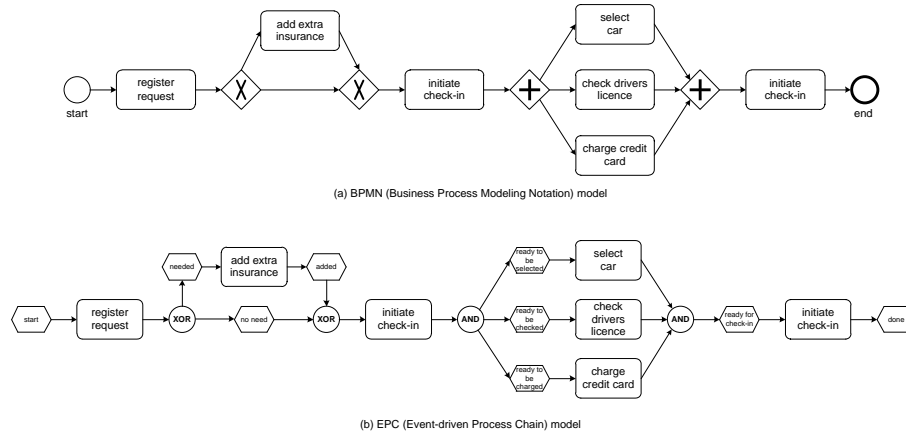 add extra
insurance
select
car
register
request
X
X
initiate
check-in
check drivers
licence
initiate
check-in
start
end
charge credit
card
(a) BPMN (Business Process Modeling Notation) model
needed
add extra
insurance
added
ready to
be
selected
select
car
start
register
request
XOR
no need
XOR
initiate
check-in
AND
ready to
be
checked
check
drivers
licence
AND
ready for
check-in
initiate
check-in
done
ready to
be
charged
charge
credit card
(b) EPC (Event-driven Process Chain) model